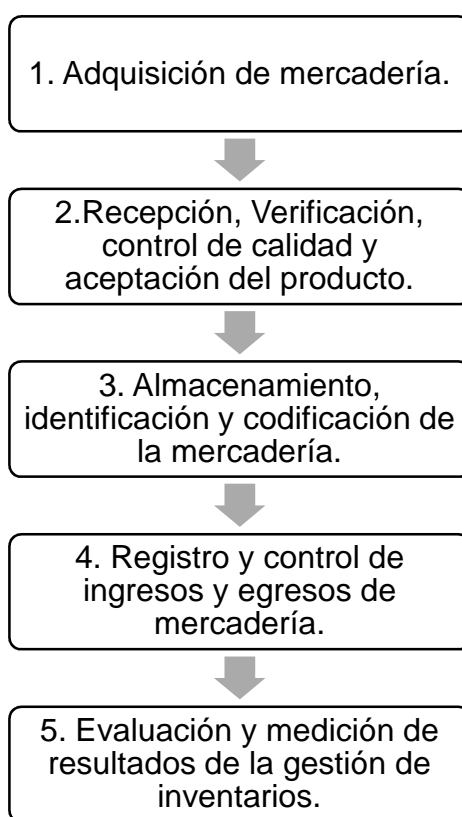 1. Adquisición de mercadería.
2.Recepción, Verificación,
control de calidad y
aceptación del producto.
3. Almacenamiento,
identificación y codificación de
la mercadería.
4. Registro y control de
ingresos y egresos de
mercadería.
5. Evaluación y medición de
resultados de la gestión de
inventarios.